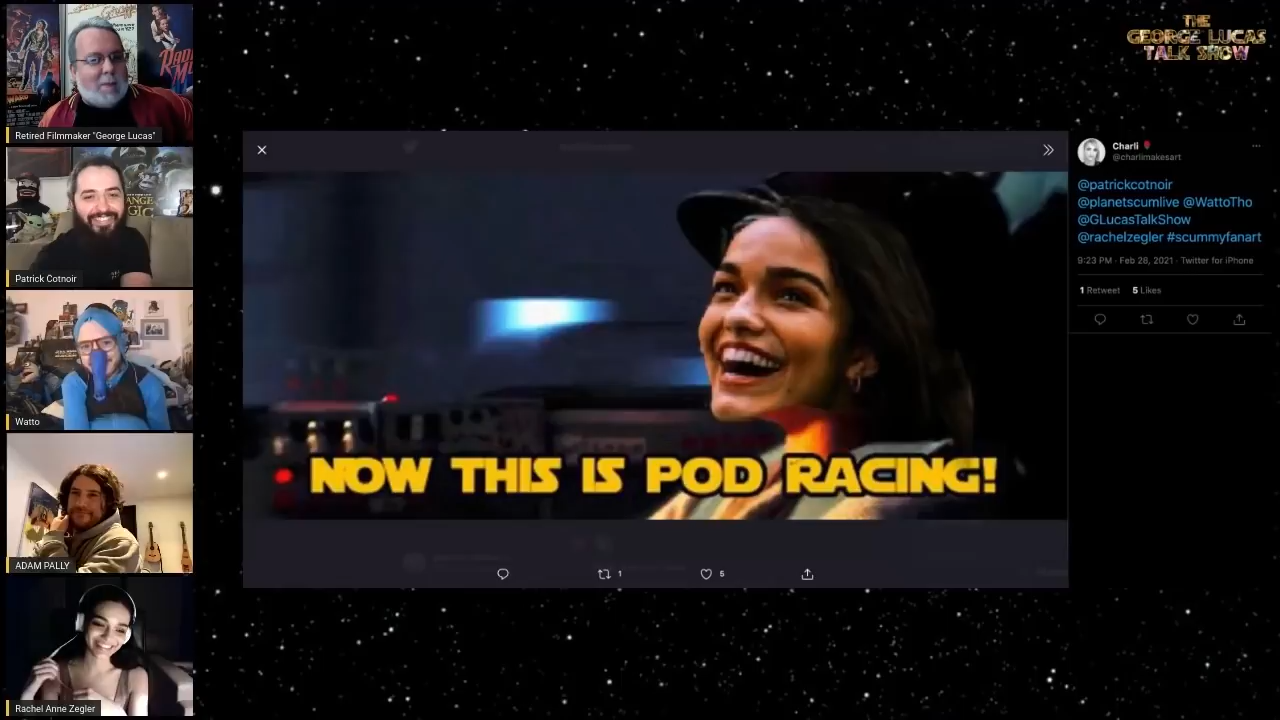 THE
GEORGE LUCAS
TALK SHOW
Retired Filmmaker "George Lucas"
Patrick Cotnoir
Watto
ADAM PALLY
Rachel Anne Zegler
NOW THIS IS POD RACING!
1
5
Charli
@charlimakesart
@patrickcotnoir
@planetscumlive @WattoTho
@GLucasTalkShow
@rachelzegler #scummyfanart
9:23 PM · Feb 28, 2021 · Twitter for iPhone
1 Retweet 5 Likes